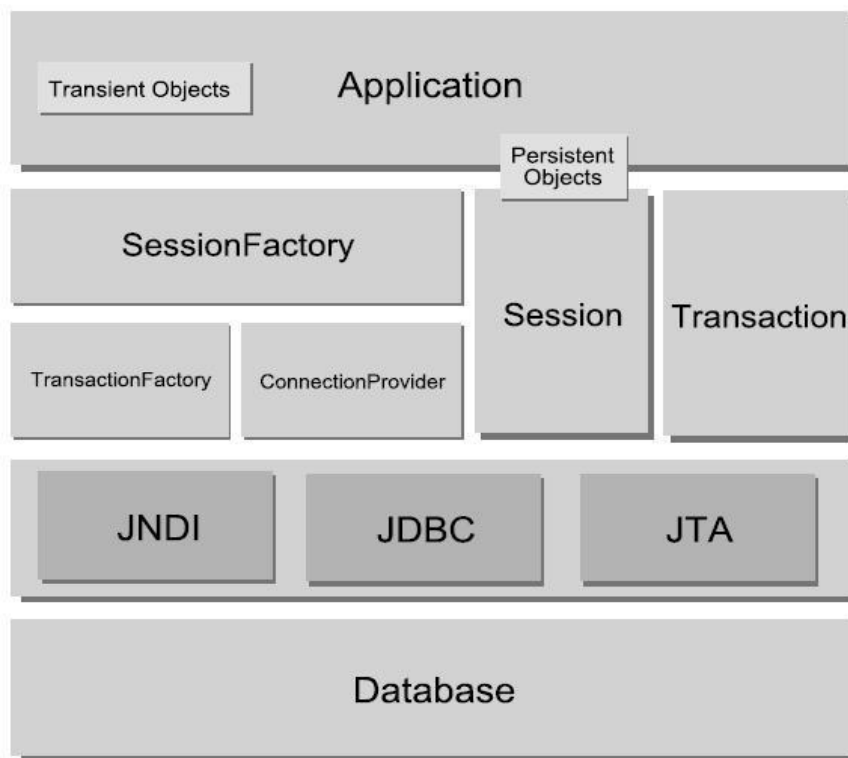 Transient Objects
Application
Persistent
Objects
SessionFactory
Session
Transaction
TransactionFactory
ConnectionProvider
JNDI
JDBC
JTA
Database